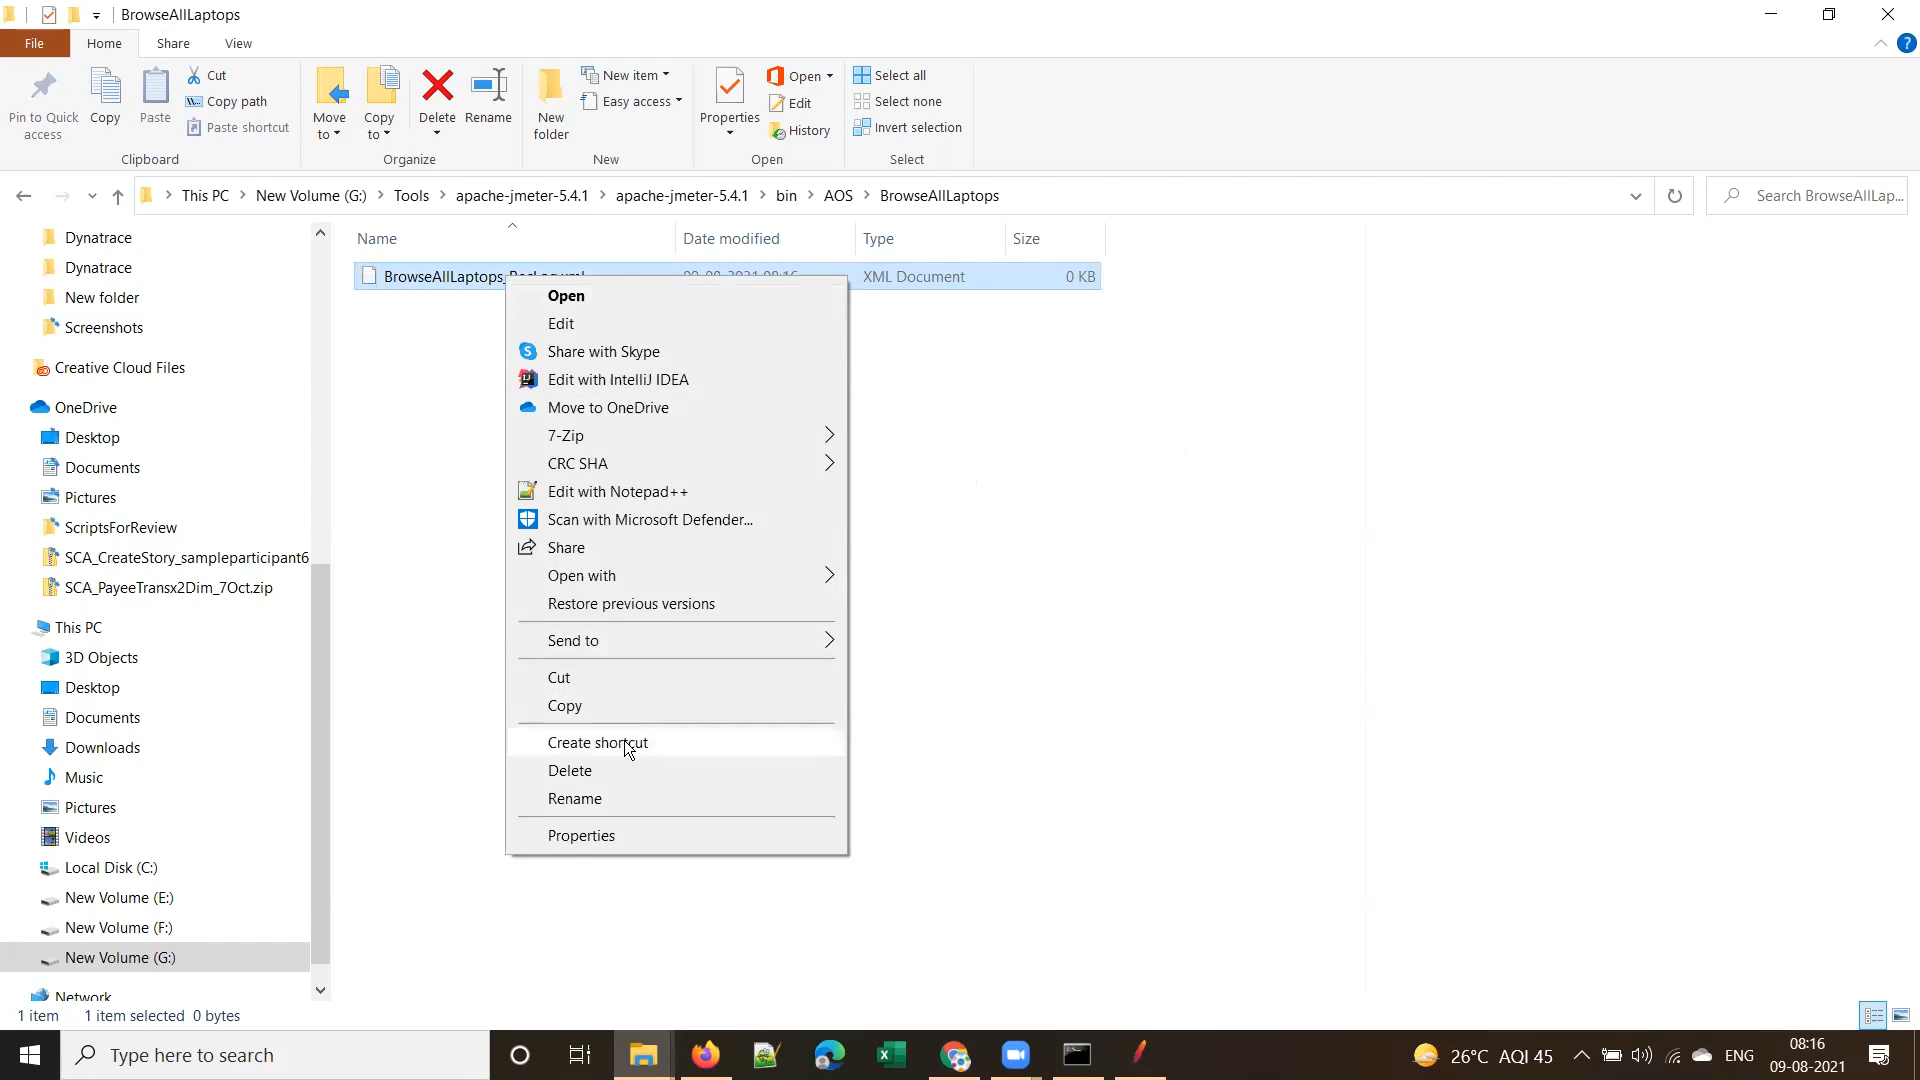 BrowseAllLaptops
File
Home
Share
View
Pin to Quick access
Copy
Paste
Cut
Copy path
Paste shortcut
Clipboard
Move to
Copy to
Delete
Rename
Organize
New folder
New item
Easy access
New
Properties
Open
Edit
History
Open
Select all
Select none
Invert selection
Select
This PC > New Volume (G:) > Tools > apache-jmeter-5.4.1 > apache-jmeter-5.4.1 > bin > AOS > BrowseAllLaptops
Search BrowseAllLap...
Name
Date modified
Type
Size
BrowseAllLaptops_RecLog.xml
09-08-2021 08:16
XML Document
0 KB
Dynatrace
Dynatrace
New folder
Screenshots
Creative Cloud Files
OneDrive
Desktop
Documents
Pictures
ScriptsForReview
SCA_CreateStory_sampleparticipant6
SCA_PayeeTransx2Dim_7Oct.zip
This PC
3D Objects
Desktop
Documents
Downloads
Music
Pictures
Videos
Local Disk (C:)
New Volume (E:)
New Volume (F:)
New Volume (G:)
Network
Open
Edit
Share with Skype
Edit with IntelliJ IDEA
Move to OneDrive
7-Zip
CRC SHA
Edit with Notepad++
Scan with Microsoft Defender...
Share
Open with
Restore previous versions
Send to
Cut
Copy
Create shortcut
Delete
Rename
Properties
1 item
1 item selected 0 bytes
Type here to search
26°C AQI 45
ENG
08:16
09-08-2021